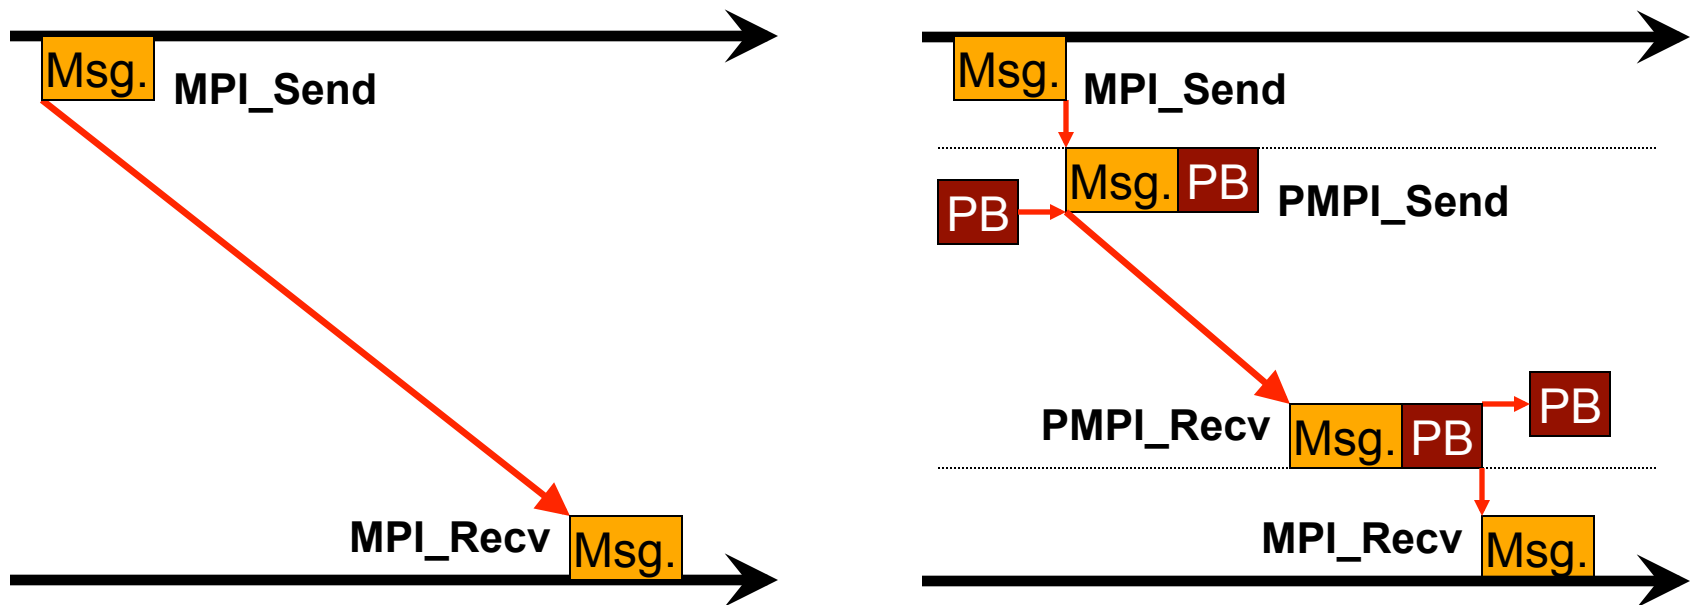 Msg.
MPI_Send
MPI_Recv
Msg.
Msg.
MPI_Send
Msg. PB
PB
PMPI_Send
PB
PMPI_Recv
Msg. PB
MPI_Recv
Msg.